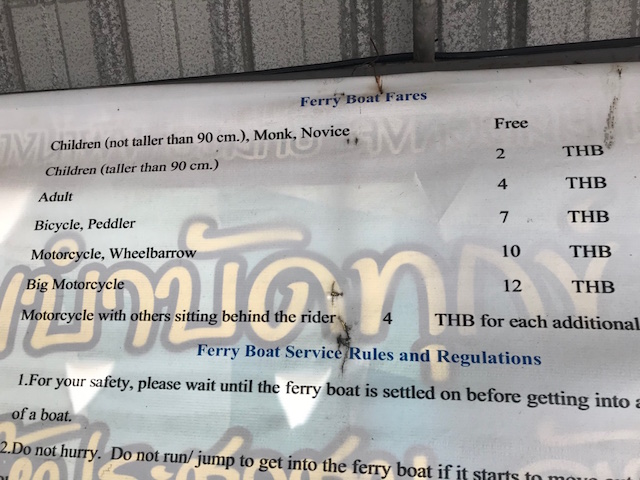 Ferry Boat Fares
Children (not taller than 90 cm.), Monk, Novice Free
Children (taller than 90 cm.) 2 THB
Adult 4 THB
Bicycle, Peddler 7 THB
Motorcycle, Wheelbarrow 10 THB
Big Motorcycle 12 THB
Motorcycle with others sitting behind the rider 4 THB for each additional
Ferry Boat Service Rules and Regulations
1.For your safety, please wait until the ferry boat is settled on before getting into
of a boat.
2.Do not hurry. Do not run/ jump to get into the ferry boat if it starts to move